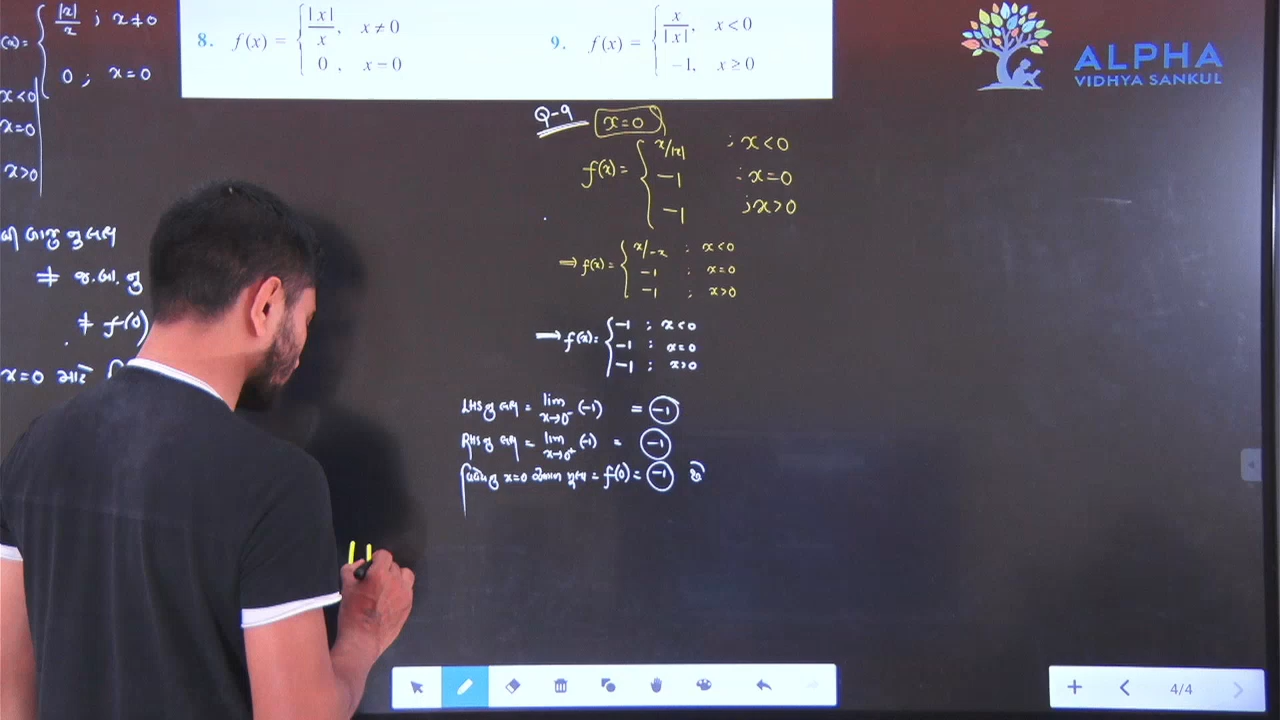 |x|/x ; x≠0
(x)=
0 ; x=0
x<0
x=0
x>0
બાજુ નુ લક્ષ
≠ જ.બા. નુ
≠ f(0)
x=0 માટે
8. f(x) = { |x|/x, x≠0
0, x=0
9. f(x) = { x/|x|, x<0
−1, x≥0
ALPHA
VIDHYA SANKUL
Q-9 x=0
f(x)= { x/|x| ; x<0
−1 ; x=0
−1 ; x>0
⇒ f(x)= { x/−x ; x<0
−1 ; x=0
−1 ; x>0
⇒ f(x)= { −1 ; x<0
−1 ; x=0
−1 ; x>0
LHS નુ લક્ષ = lim x→0⁻ (−1) = −1
RHS નુ લક્ષ = lim x→0⁺ (−1) = −1
વિધેયનુ x=0 આગળ મુલ્ય = f(0) = −1 છે
4/4